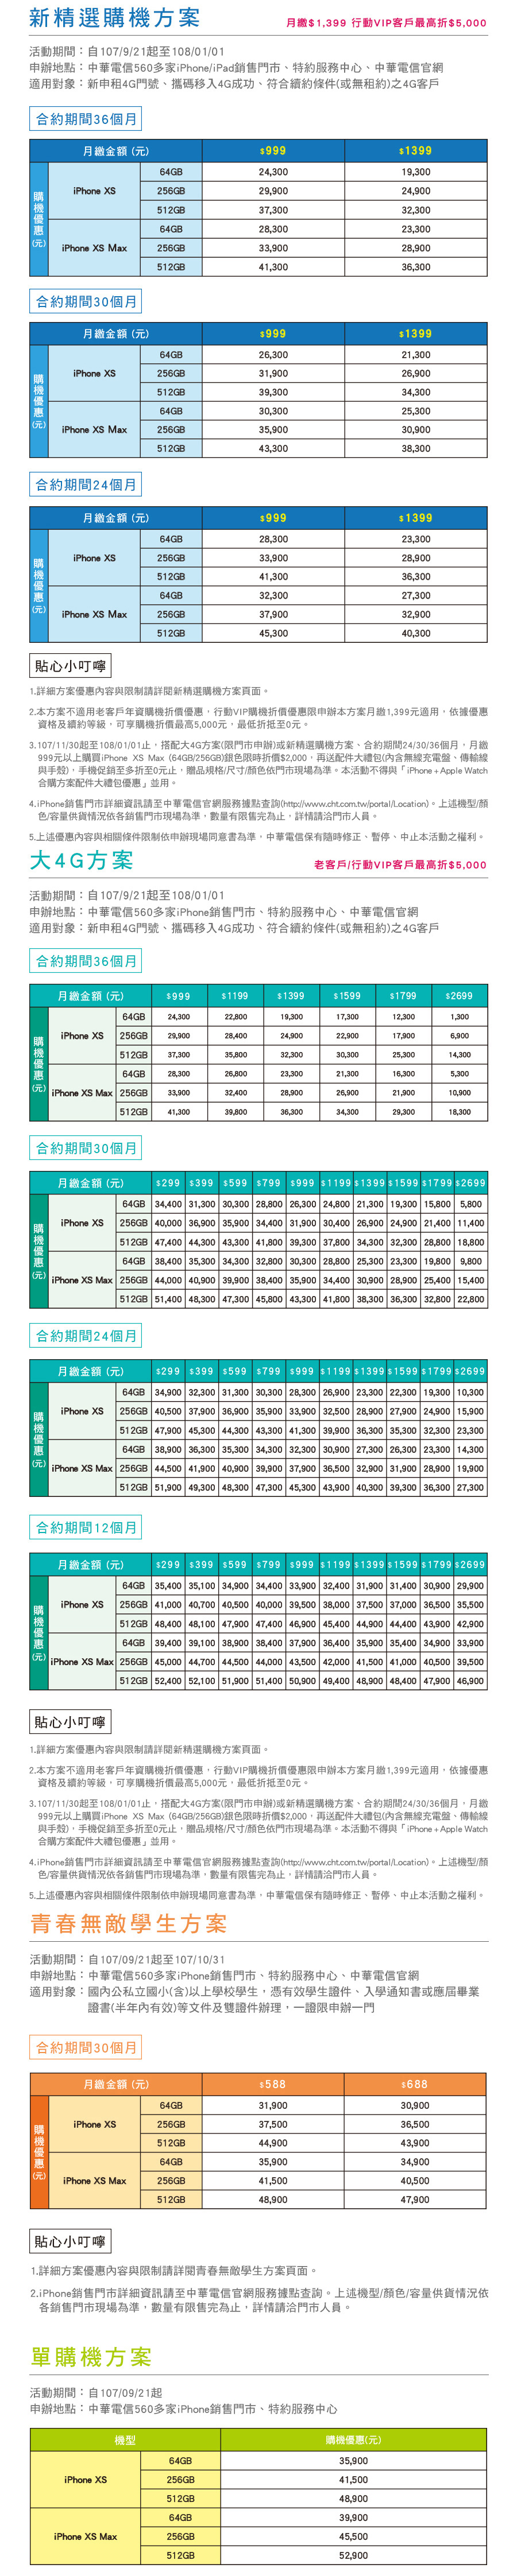 新精選購機方案
月繳$1,399 行動VIP客戶最高折$5,000
活動期間：自107/9/21起至108/01/01
申辦地點：中華電信560多家iPhone/iPad銷售門市、特約服務中心、中華電信官網
適用對象：新申租4G門號、攜碼移入4G成功、符合續約條件(或無租約)之4G客戶
合約期間36個月
月繳金額 (元) $999 $1399
購機優惠(元)
iPhone XS 64GB 24,300 19,300
256GB 29,900 24,900
512GB 37,300 32,300
iPhone XS Max 64GB 28,300 23,300
256GB 33,900 28,900
512GB 41,300 36,300
合約期間30個月
月繳金額 (元) $999 $1399
購機優惠(元)
iPhone XS 64GB 26,300 21,300
256GB 31,900 26,900
512GB 39,300 34,300
iPhone XS Max 64GB 30,300 25,300
256GB 35,900 30,900
512GB 43,300 38,300
合約期間24個月
月繳金額 (元) $999 $1399
購機優惠(元)
iPhone XS 64GB 28,300 23,300
256GB 33,900 28,900
512GB 41,300 36,300
iPhone XS Max 64GB 32,300 27,300
256GB 37,900 32,900
512GB 45,300 40,300
貼心小叮嚀
1.詳細方案優惠內容與限制請詳閱新精選購機方案頁面。
2.本方案不適用老客戶年資購機折價優惠，行動VIP購機折價優惠限申辦本方案月繳1,399元適用，依據優惠
資格及續約等級，可享購機折價最高5,000元，最低折抵至0元。
3.107/11/30起至108/01/01止，搭配大4G方案(限門市申辦)或新精選購機方案、合約期間24/30/36個月，月繳
999元以上購買iPhone XS Max (64GB/256GB)銀色限時折價$2,000，再送配件大禮包(內含無線充電盤、傳輸線
與手殼)，手機促銷至多折至0元止，贈品規格/尺寸/顏色依門市現場為準。本活動不得與「iPhone + Apple Watch
合購方案配件大禮包優惠」並用。
4.iPhone銷售門市詳細資訊請至中華電信官網服務據點查詢(http://www.cht.com.tw/portal/Location)。上述機型/顏
色/容量供貨情況依各銷售門市現場為準，數量有限售完為止，詳情請洽門市人員。
5.上述優惠內容與相關條件限制依申辦現場同意書為準，中華電信保有隨時修正、暫停、中止本活動之權利。
大4G方案
老客戶/行動VIP客戶最高折$5,000
活動期間：自107/9/21起至108/01/01
申辦地點：中華電信560多家iPhone銷售門市、特約服務中心、中華電信官網
適用對象：新申租4G門號、攜碼移入4G成功、符合續約條件(或無租約)之4G客戶
合約期間36個月
月繳金額 (元) $999 $1199 $1399 $1599 $1799 $2699
購機優惠(元)
iPhone XS 64GB 24,300 22,800 19,300 17,300 12,300 1,300
256GB 29,900 28,400 24,900 22,900 17,900 6,900
512GB 37,300 35,800 32,300 30,300 25,300 14,300
iPhone XS Max 64GB 28,300 26,800 23,300 21,300 16,300 5,300
256GB 33,900 32,400 28,900 26,900 21,900 10,900
512GB 41,300 39,800 36,300 34,300 29,300 18,300
合約期間30個月
月繳金額 (元) $299 $399 $599 $799 $999 $1199 $1399 $1599 $1799 $2699
購機優惠(元)
iPhone XS 64GB 34,400 31,300 30,300 28,800 26,300 24,800 21,300 19,300 15,800 5,800
256GB 40,000 36,900 35,900 34,400 31,900 30,400 26,900 24,900 21,400 11,400
512GB 47,400 44,300 43,300 41,800 39,300 37,800 34,300 32,300 28,800 18,800
iPhone XS Max 64GB 38,400 35,300 34,300 32,800 30,300 28,800 25,300 23,300 19,800 9,800
256GB 44,000 40,900 39,900 38,400 35,900 34,400 30,900 28,900 25,400 15,400
512GB 51,400 48,300 47,300 45,800 43,300 41,800 38,300 36,300 32,800 22,800
合約期間24個月
月繳金額 (元) $299 $399 $599 $799 $999 $1199 $1399 $1599 $1799 $2699
購機優惠(元)
iPhone XS 64GB 34,900 32,300 31,300 30,300 28,300 26,900 23,300 22,300 19,300 10,300
256GB 40,500 37,900 36,900 35,900 33,900 32,500 28,900 27,900 24,900 15,900
512GB 47,900 45,300 44,300 43,300 41,300 39,900 36,300 35,300 32,300 23,300
iPhone XS Max 64GB 38,900 36,300 35,300 34,300 32,300 30,900 27,300 26,300 23,300 14,300
256GB 44,500 41,900 40,900 39,900 37,900 36,500 32,900 31,900 28,900 19,900
512GB 51,900 49,300 48,300 47,300 45,300 43,900 40,300 39,300 36,300 27,300
合約期間12個月
月繳金額 (元) $299 $399 $599 $799 $999 $1199 $1399 $1599 $1799 $2699
購機優惠(元)
iPhone XS 64GB 35,400 35,100 34,900 34,400 33,900 32,400 31,900 31,400 30,900 29,900
256GB 41,000 40,700 40,500 40,000 39,500 38,000 37,500 37,000 36,500 35,500
512GB 48,400 48,100 47,900 47,400 46,900 45,400 44,900 44,400 43,900 42,900
iPhone XS Max 64GB 39,400 39,100 38,900 38,400 37,900 36,400 35,900 35,400 34,900 33,900
256GB 45,000 44,700 44,500 44,000 43,500 42,000 41,500 41,000 40,500 39,500
512GB 52,400 52,100 51,900 51,400 50,900 49,400 48,900 48,400 47,900 46,900
貼心小叮嚀
1.詳細方案優惠內容與限制請詳閱新精選購機方案頁面。
2.本方案不適用老客戶年資購機折價優惠，行動VIP購機折價優惠限申辦本方案月繳1,399元適用，依據優惠
資格及續約等級，可享購機折價最高5,000元，最低折抵至0元。
3.107/11/30起至108/01/01止，搭配大4G方案(限門市申辦)或新精選購機方案、合約期間24/30/36個月，月繳
999元以上購買iPhone XS Max (64GB/256GB)銀色限時折價$2,000，再送配件大禮包(內含無線充電盤、傳輸線
與手殼)，手機促銷至多折至0元止，贈品規格/尺寸/顏色依門市現場為準。本活動不得與「iPhone + Apple Watch
合購方案配件大禮包優惠」並用。
4.iPhone銷售門市詳細資訊請至中華電信官網服務據點查詢(http://www.cht.com.tw/portal/Location)。上述機型/顏
色/容量供貨情況依各銷售門市現場為準，數量有限售完為止，詳情請洽門市人員。
5.上述優惠內容與相關條件限制依申辦現場同意書為準，中華電信保有隨時修正、暫停、中止本活動之權利。
青春無敵學生方案
活動期間：自107/09/21起至107/10/31
申辦地點：中華電信560多家iPhone銷售門市、特約服務中心、中華電信官網
適用對象：國內公私立國小(含)以上學校學生，憑有效學生證件、入學通知書或應屆畢業
證書(半年內有效)等文件及雙證件辦理，一證限申辦一門
合約期間30個月
月繳金額 (元) $588 $688
購機優惠(元)
iPhone XS 64GB 31,900 30,900
256GB 37,500 36,500
512GB 44,900 43,900
iPhone XS Max 64GB 35,900 34,900
256GB 41,500 40,500
512GB 48,900 47,900
貼心小叮嚀
1.詳細方案優惠內容與限制請詳閱青春無敵學生方案頁面。
2.iPhone銷售門市詳細資訊請至中華電信官網服務據點查詢。上述機型/顏色/容量供貨情況依
各銷售門市現場為準，數量有限售完為止，詳情請洽門市人員。
單購機方案
活動期間：自107/09/21起
申辦地點：中華電信560多家iPhone銷售門市、特約服務中心
機型 購機優惠(元)
iPhone XS 64GB 35,900
256GB 41,500
512GB 48,900
iPhone XS Max 64GB 39,900
256GB 45,500
512GB 52,900